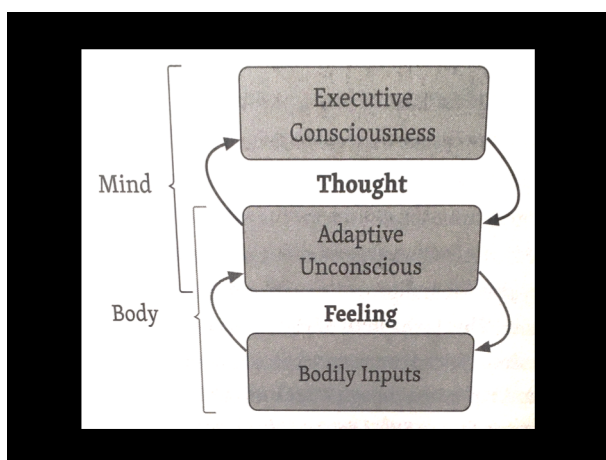 Executive
Consciousness
Mind
Thought
Adaptive
Unconscious
Body
Feeling
Bodily Inputs